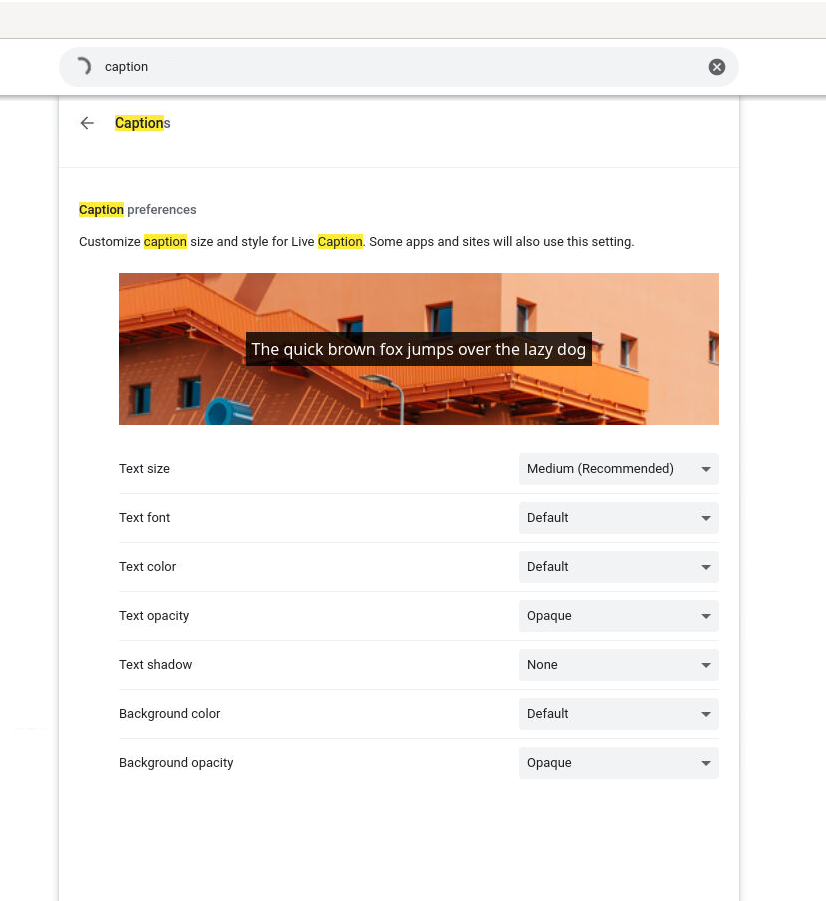 caption
Captions
Caption preferences
Customize caption size and style for Live Caption. Some apps and sites will also use this setting.
The quick brown fox jumps over the lazy dog
Text size Medium (Recommended)
Text font Default
Text color Default
Text opacity Opaque
Text shadow None
Background color Default
Background opacity Opaque